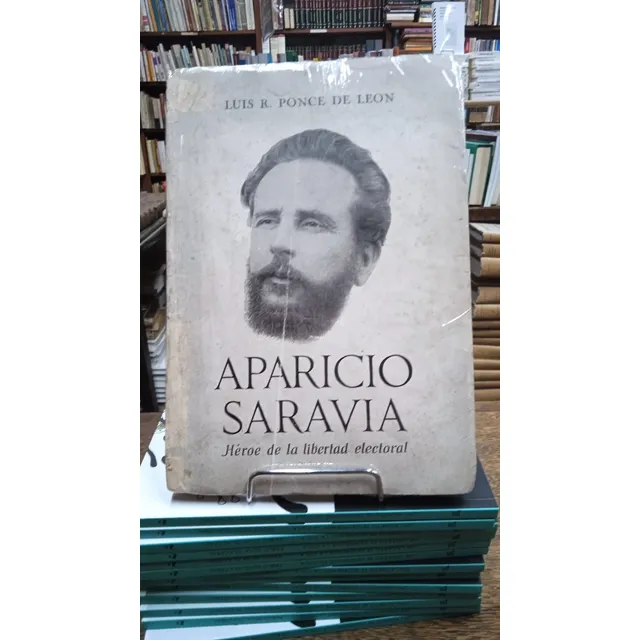 LUIS R. PONCE DE LEON
APARICIO
SARAVIA
Héroe de la libertad electoral